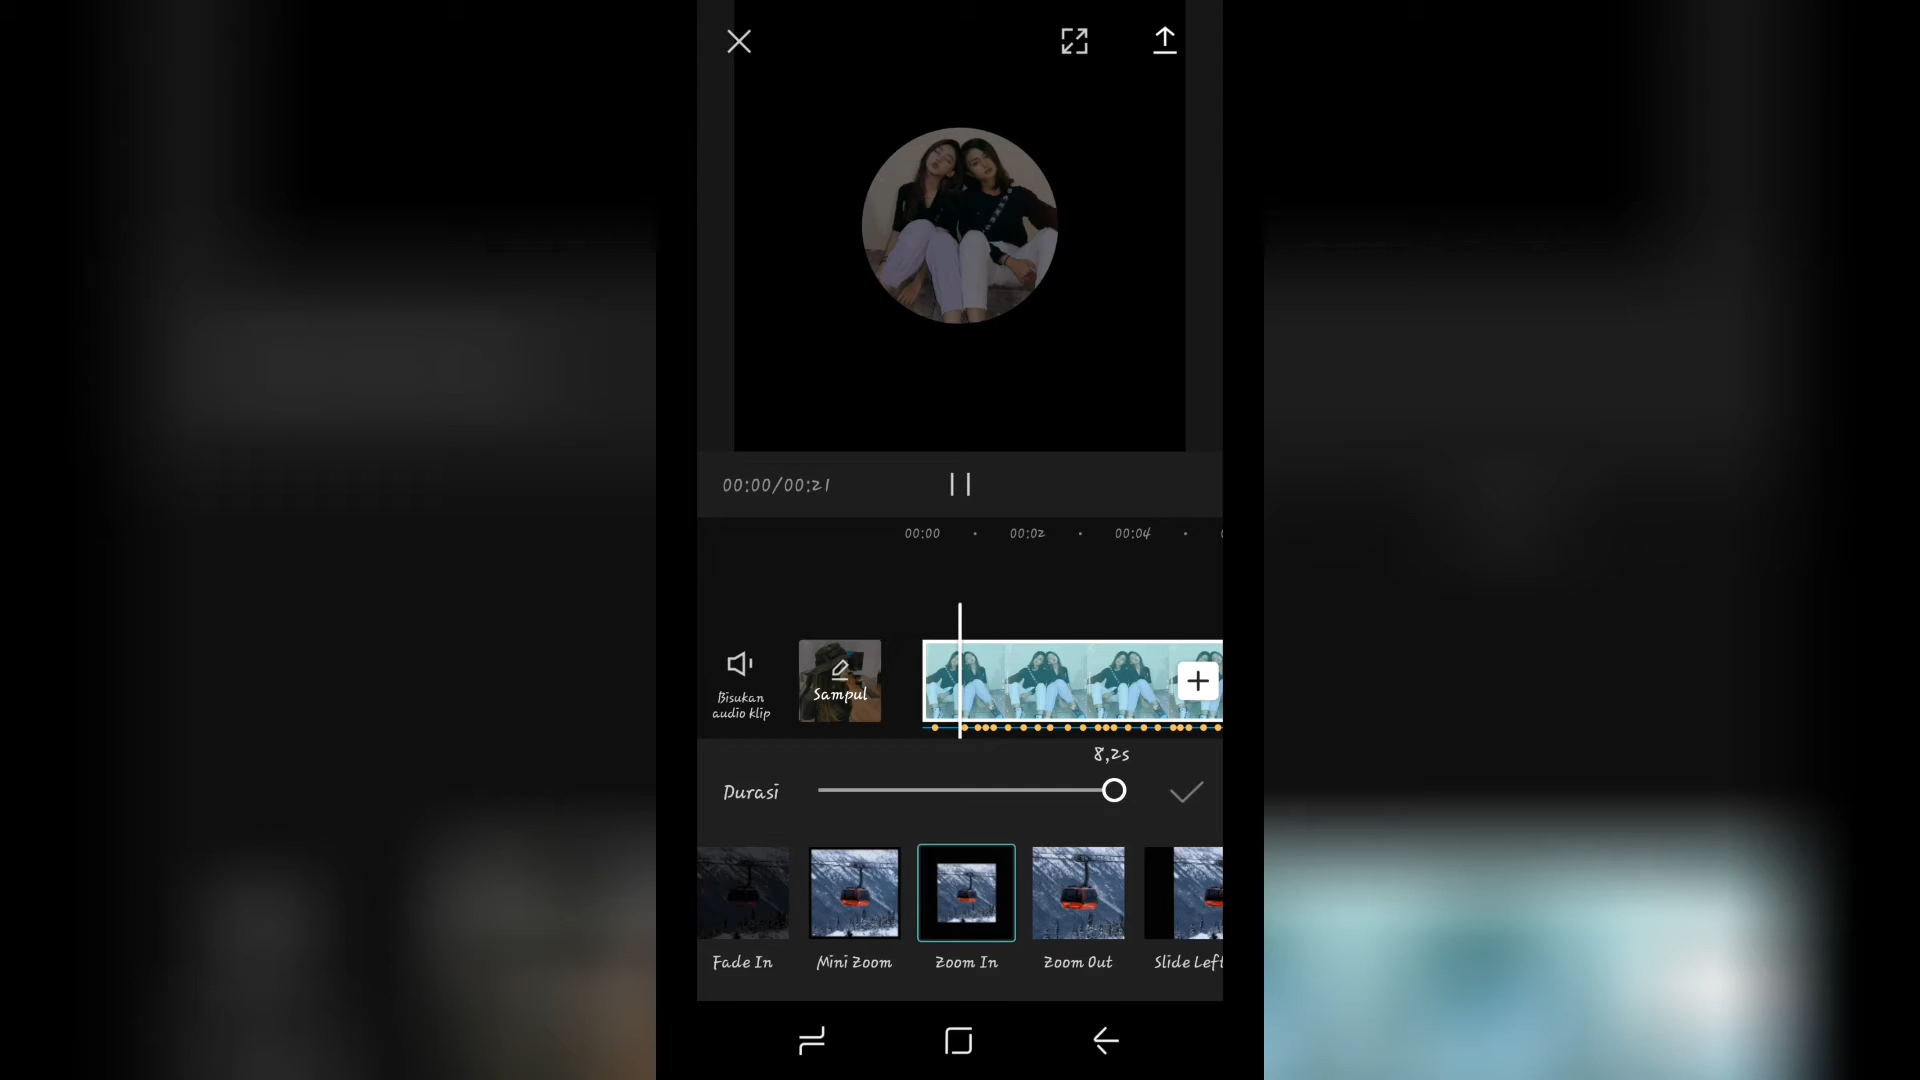 00:00/00:21
00:00 00:02 00:04
Bisukan
audio klip
Sampul
8,2s
Durasi
Fade In Mini Zoom Zoom In Zoom Out Slide Left